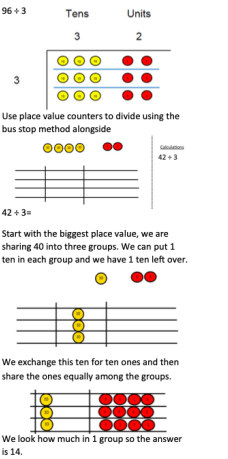 96 ÷ 3
Tens Units
3 2
3
Use place value counters to divide using the
bus stop method alongside
Calculations
42 ÷ 3
42 ÷ 3=
Start with the biggest place value, we are
sharing 40 into three groups. We can put 1
ten in each group and we have 1 ten left over.
We exchange this ten for ten ones and then
share the ones equally among the groups.
We look how much in 1 group so the answer
is 14.